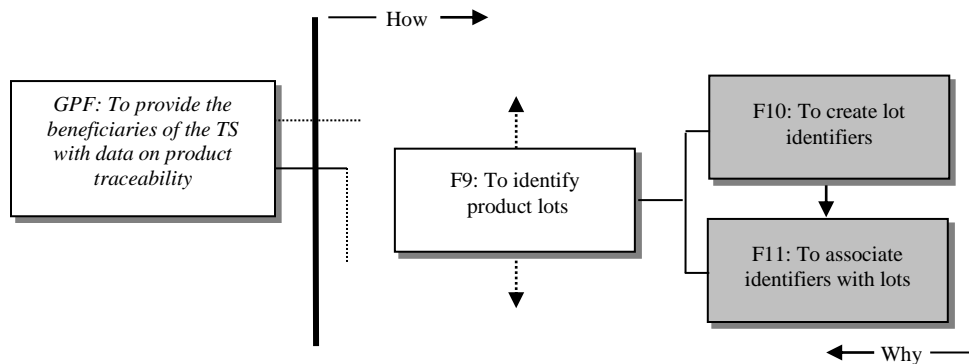 How
GPF: To provide the
beneficiaries of the TS
with data on product
traceability
F9: To identify
product lots
F10: To create lot
identifiers
F11: To associate
identifiers with lots
Why